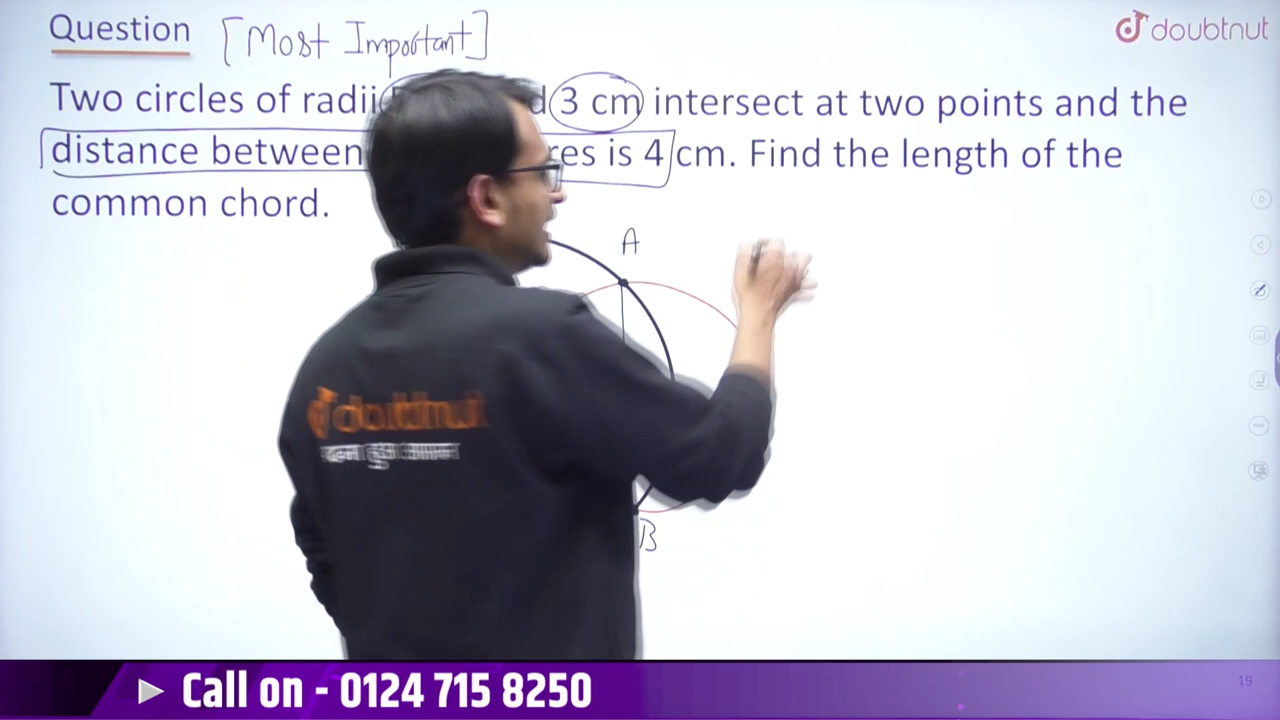 Question [Most Important]
doubtnut
Two circles of radii 3 cm intersect at two points and the
distance between is 4 cm. Find the length of the
common chord.
A
doubtnut
B
Call on - 0124 715 8250
19